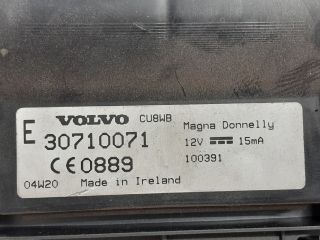 VOLVO CU8WB
E 30710071 Magna Donnelly
12V ⎓ 15mA
CE0889 100391
04W20 Made in Ireland